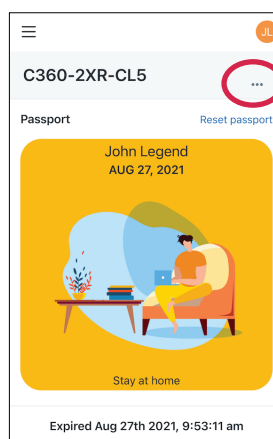 JL
C360-2XR-CL5
...
Passport Reset passport
John Legend
AUG 27, 2021
Stay at home
Expired Aug 27th 2021, 9:53:11 am